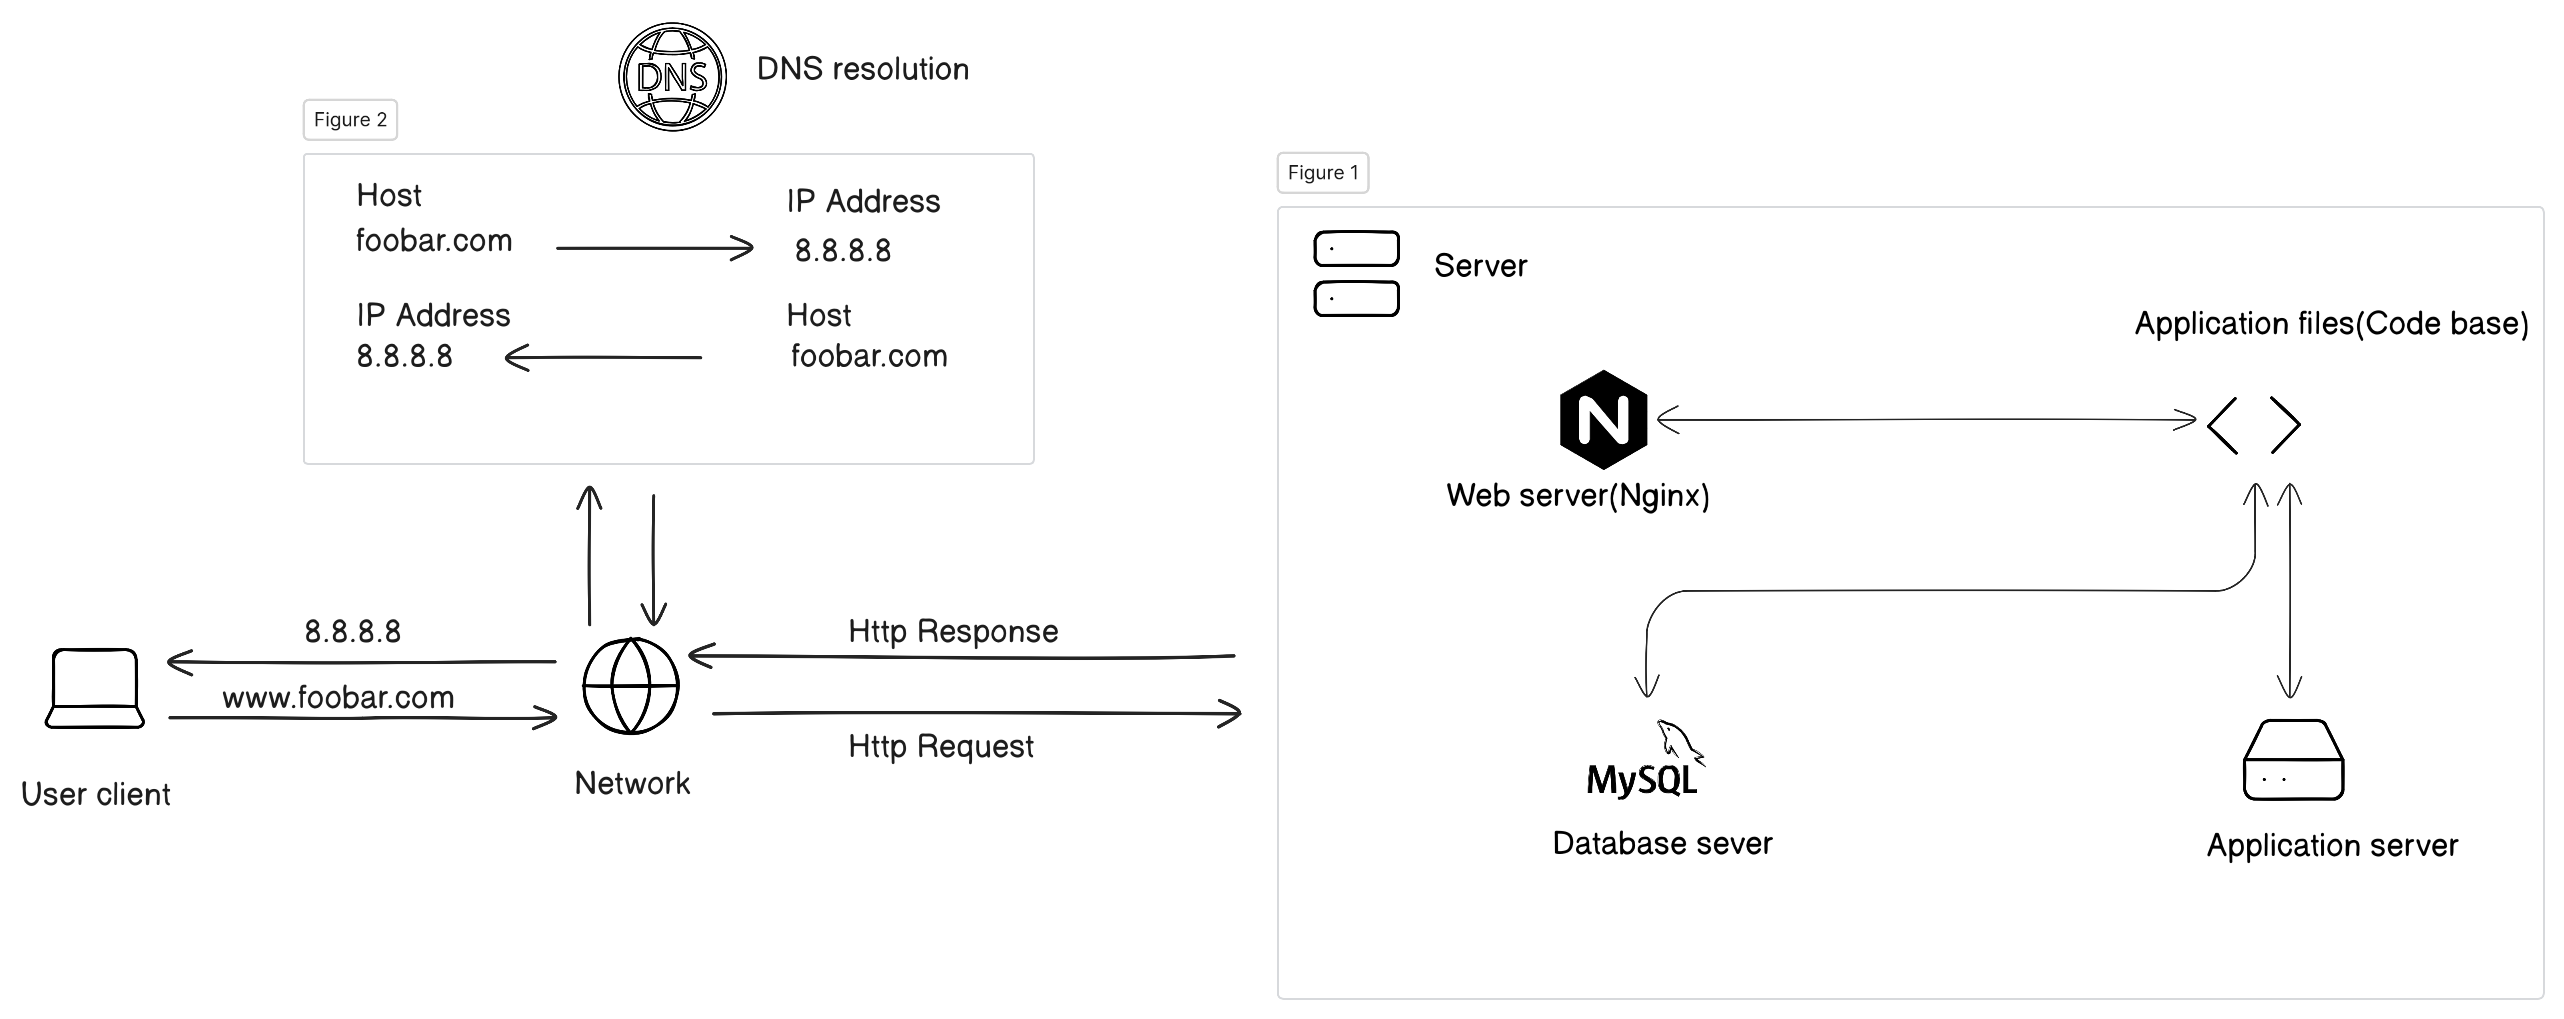 DNS
DNS resolution
Figure 2
Host
IP Address
foobar.com
8.8.8.8
IP Address
Host
8.8.8.8
foobar.com
8.8.8.8
www.foobar.com
User client
Network
Http Response
Http Request
Figure 1
Server
Application files(Code base)
N
Web server(Nginx)
MySQL
Database sever
Application server